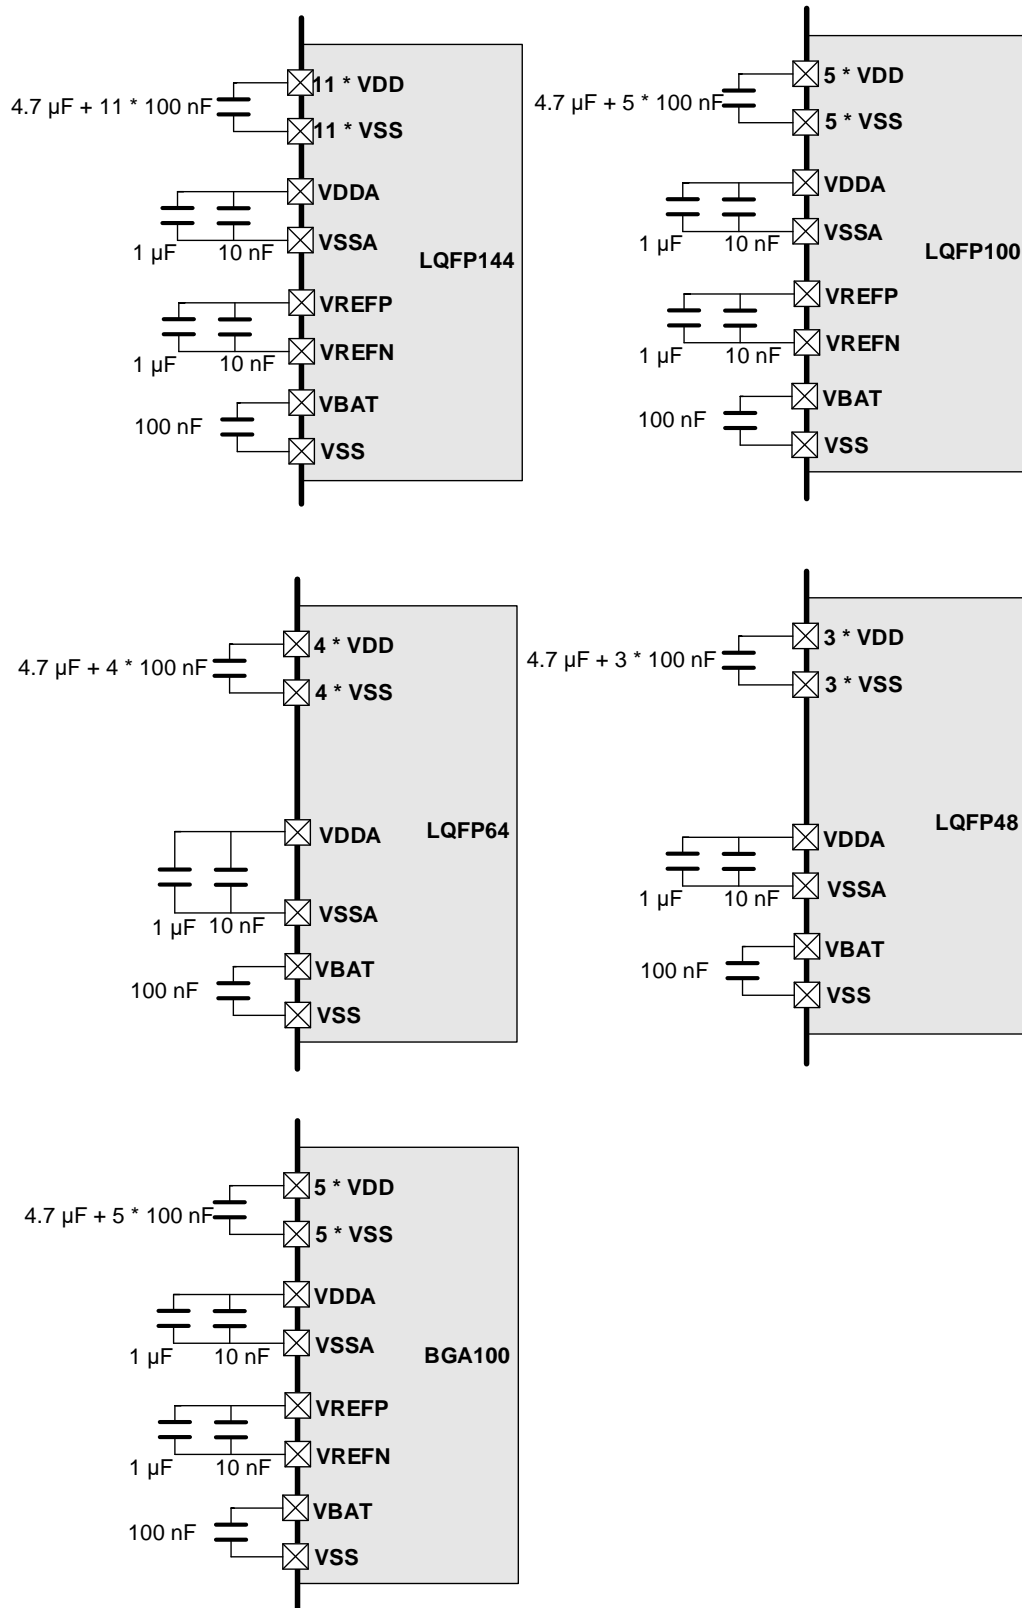 11 * VDD
4.7 µF + 11 * 100 nF
11 * VSS
VDDA
VSSA
1 µF
10 nF
LQFP144
VREFP
VREFN
1 µF
10 nF
VBAT
100 nF
VSS
5 * VDD
4.7 µF + 5 * 100 nF
5 * VSS
VDDA
VSSA
1 µF
10 nF
LQFP100
VREFP
VREFN
1 µF
10 nF
VBAT
100 nF
VSS
4 * VDD
4.7 µF + 4 * 100 nF
4 * VSS
VDDA
LQFP64
VSSA
1 µF
10 nF
VBAT
100 nF
VSS
3 * VDD
4.7 µF + 3 * 100 nF
3 * VSS
LQFP48
VDDA
VSSA
1 µF
10 nF
VBAT
100 nF
VSS
5 * VDD
4.7 µF + 5 * 100 nF
5 * VSS
VDDA
VSSA
1 µF
10 nF
BGA100
VREFP
VREFN
1 µF
10 nF
VBAT
100 nF
VSS